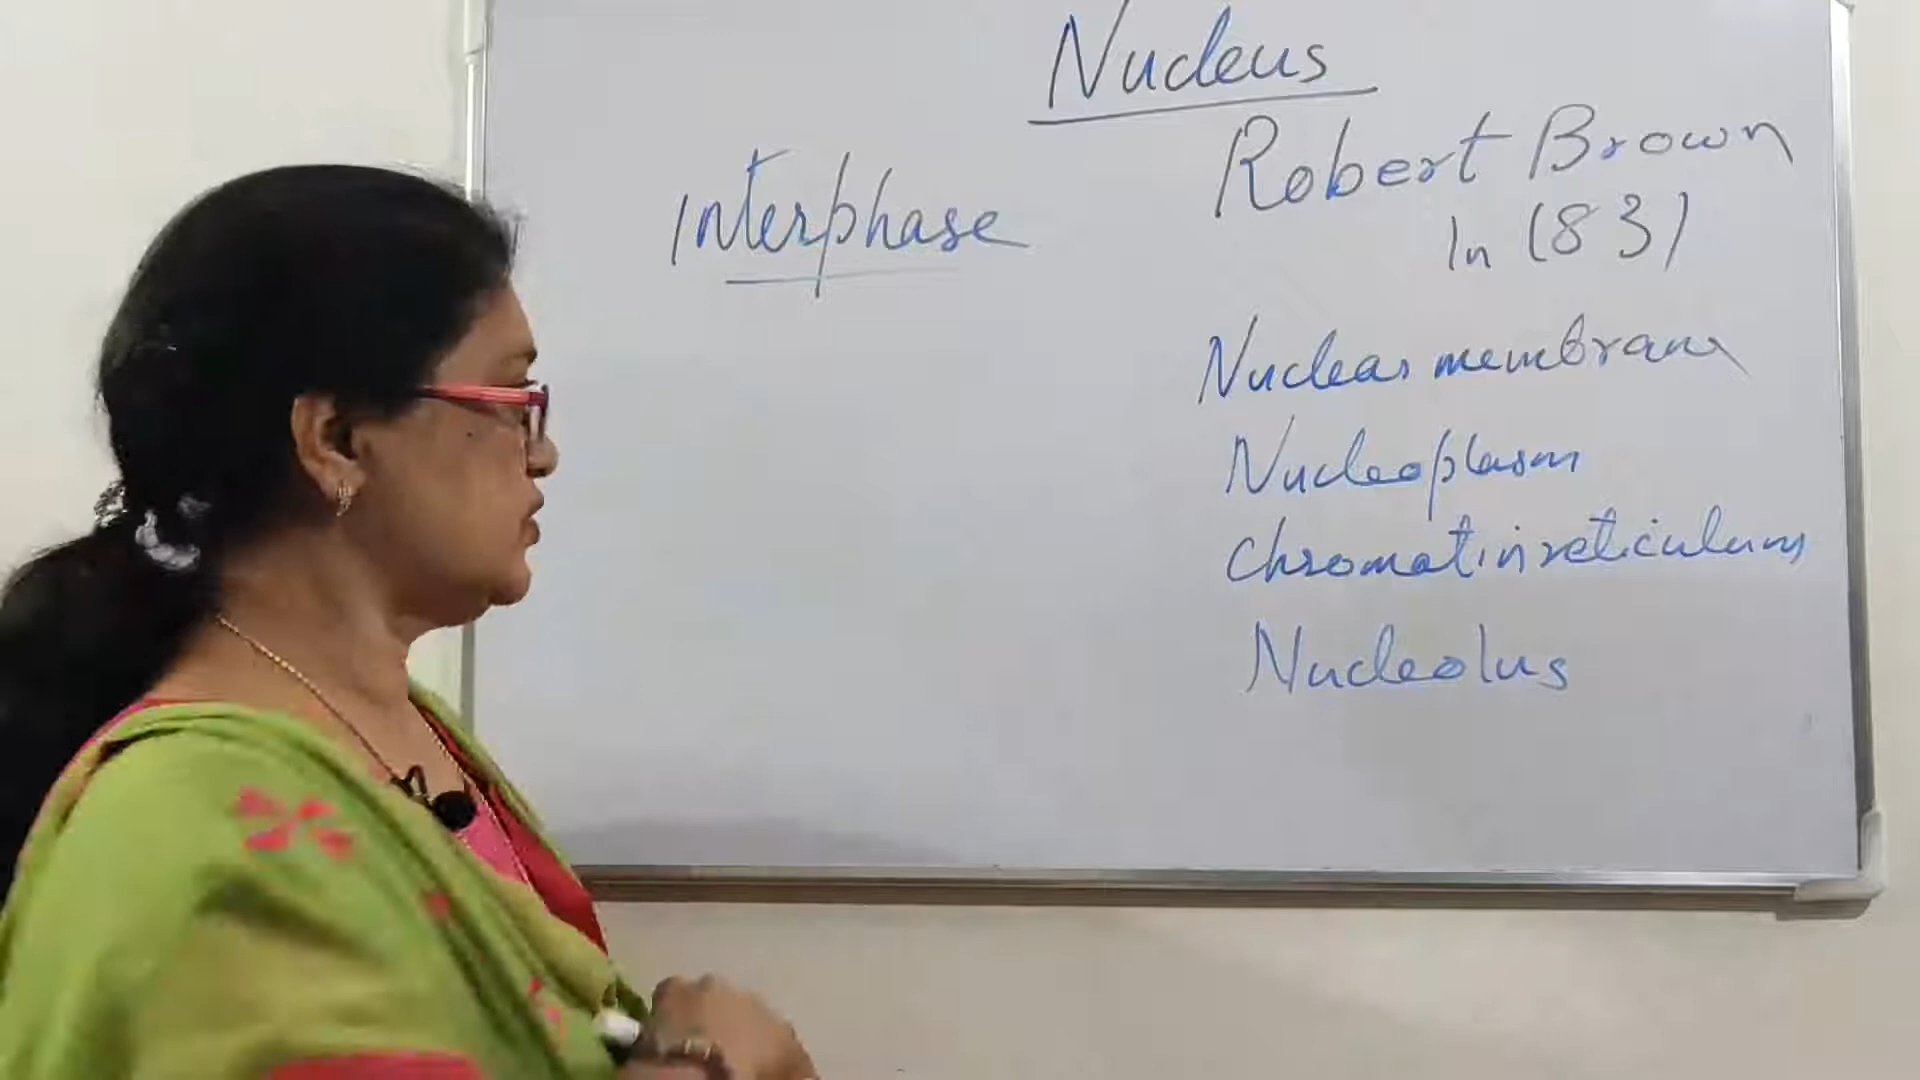 Nucleus
Interphase
Robert Brown
In 1831
Nuclear membrane
Nucleoplasm
Chromatin reticulum
Nucleolus